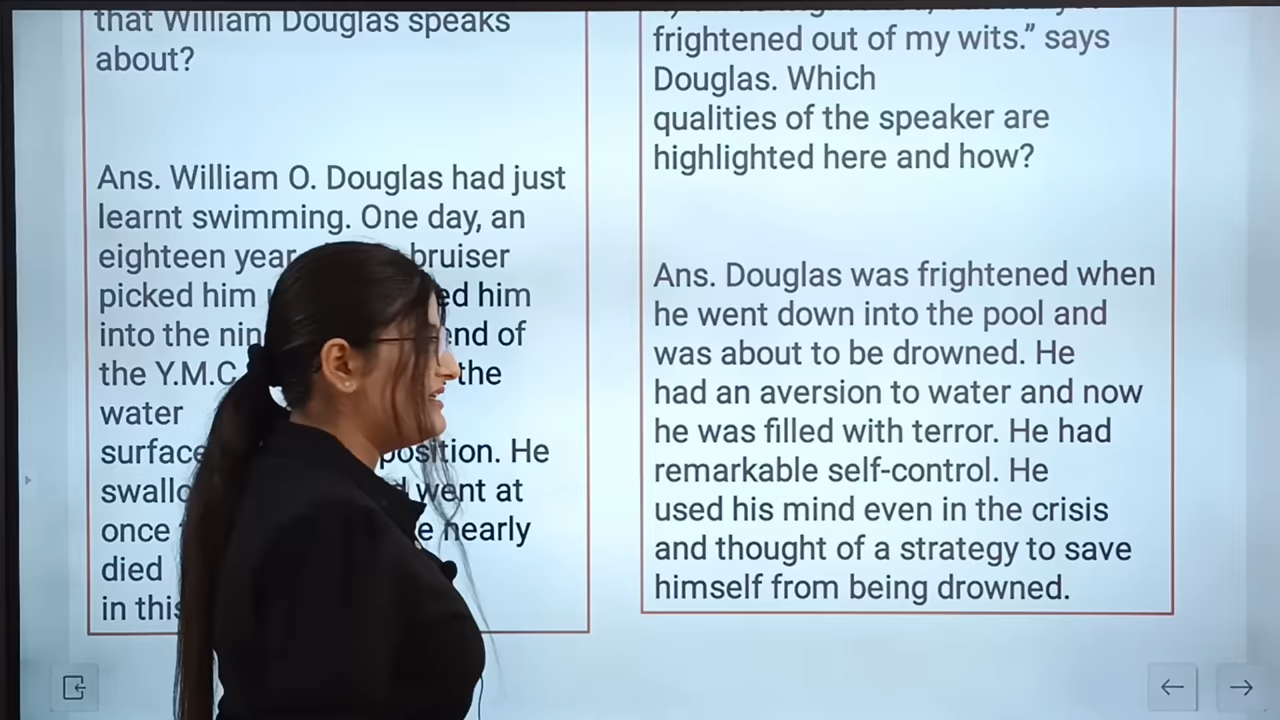 that William Douglas speaks
about?
Ans. William O. Douglas had just
learnt swimming. One day, an
eighteen year bruiser
picked him him
into the end of
the Y.M.C. the
water
surface position. He
went at
once nearly
died
in this
frightened out of my wits.” says
Douglas. Which
qualities of the speaker are
highlighted here and how?
Ans. Douglas was frightened when
he went down into the pool and
was about to be drowned. He
had an aversion to water and now
he was filled with terror. He had
remarkable self-control. He
used his mind even in the crisis
and thought of a strategy to save
himself from being drowned.